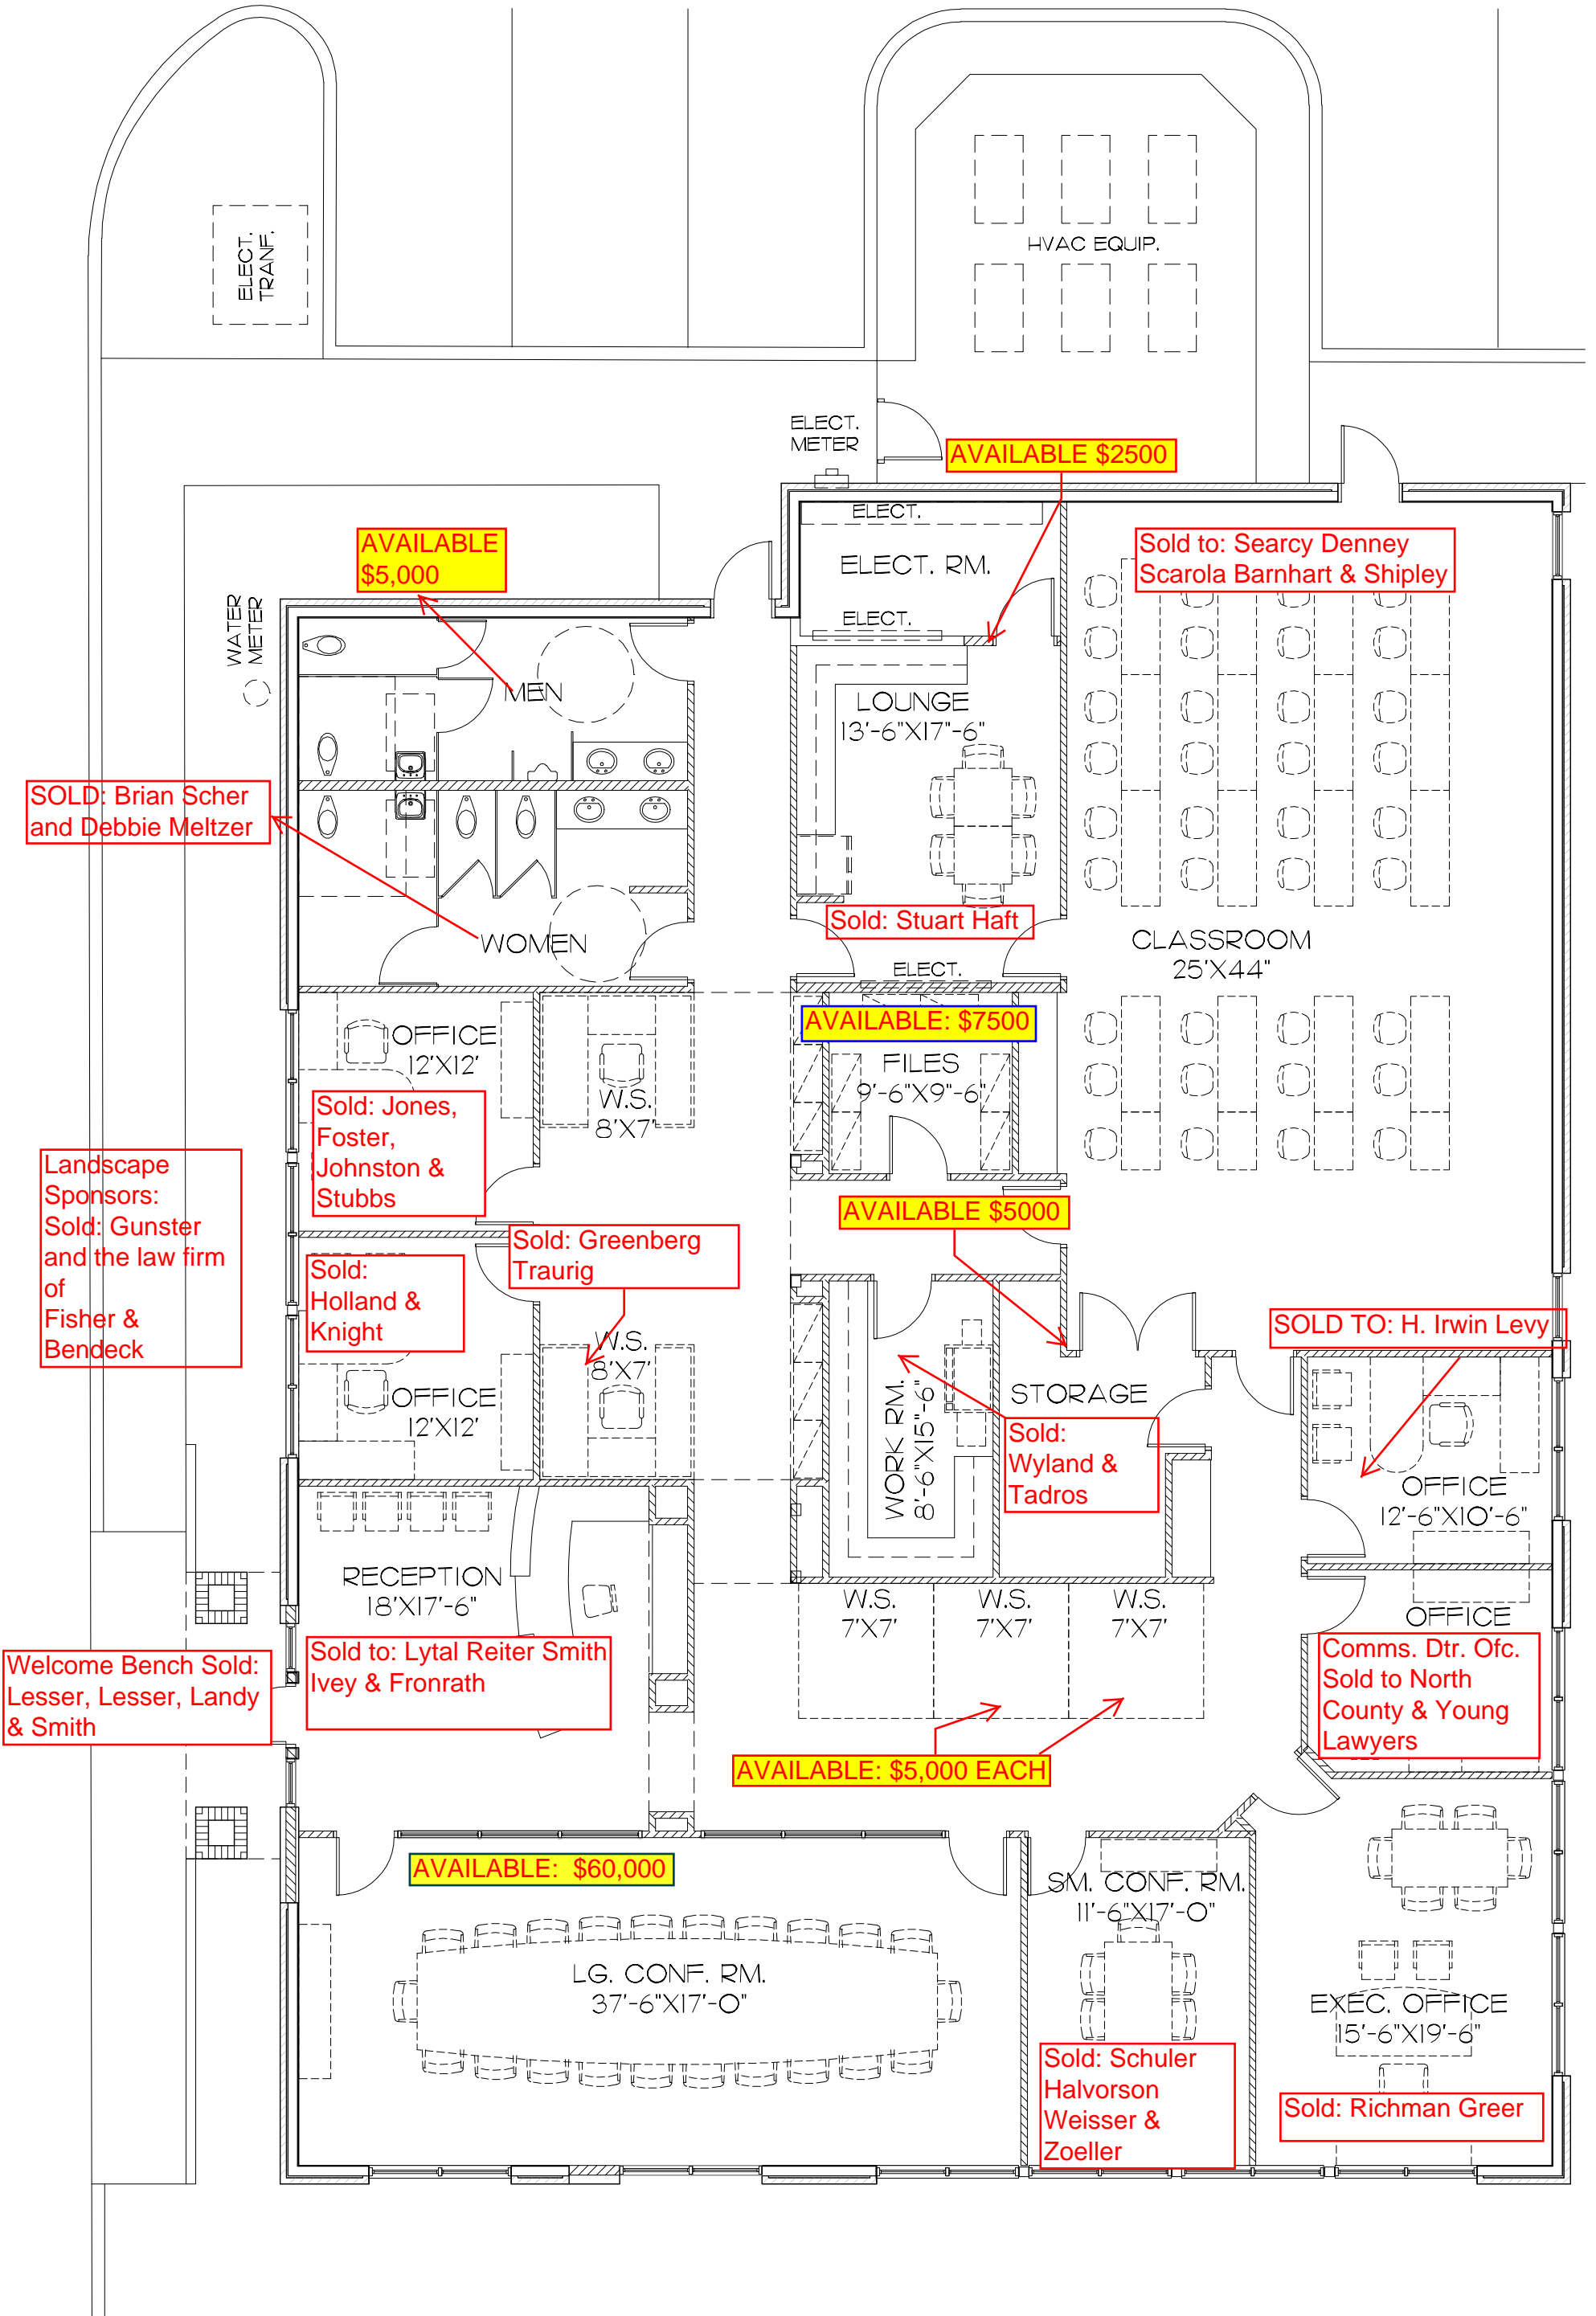 ELECT.
TRANF.
HVAC EQUIP.
ELECT.
METER
AVAILABLE $2500
ELECT.
ELECT. RM.
ELECT.
Sold to: Searcy Denney
Scarola Barnhart & Shipley
AVAILABLE
$5,000
WATER
METER
MEN
LOUNGE
13'-6"X17"-6"
SOLD: Brian Scher
and Debbie Meltzer
WOMEN
Sold: Stuart Haft
CLASSROOM
25'X44"
ELECT.
AVAILABLE: $7500
FILES
9'-6"X9"-6"
OFFICE
12'X12'
W.S.
8'X7'
Sold: Jones,
Foster,
Johnston &
Stubbs
Landscape
Sponsors:
Sold: Gunster
and the law firm
of
Fisher &
Bendeck
AVAILABLE $5000
Sold: Greenberg
Traurig
Sold:
Holland &
Knight
W.S.
8'X7'
OFFICE
12'X12'
SOLD TO: H. Irwin Levy
WORK RM.
8'-6"X15"-6"
STORAGE
Sold:
Wyland &
Tadros
OFFICE
12'-6"X10'-6"
RECEPTION
18'X17'-6"
W.S.
7'X7'
W.S.
7'X7'
W.S.
7'X7'
OFFICE
Sold to: Lytal Reiter Smith
Ivey & Fronrath
Welcome Bench Sold:
Lesser, Lesser, Landy
& Smith
Comms. Dtr. Ofc.
Sold to North
County & Young
Lawyers
AVAILABLE: $5,000 EACH
AVAILABLE: $60,000
SM. CONF. RM.
11'-6"X17'-0"
LG. CONF. RM.
37'-6"X17'-0"
EXEC. OFFICE
15'-6"X19'-6"
Sold: Schuler
Halvorson
Weisser &
Zoeller
Sold: Richman Greer